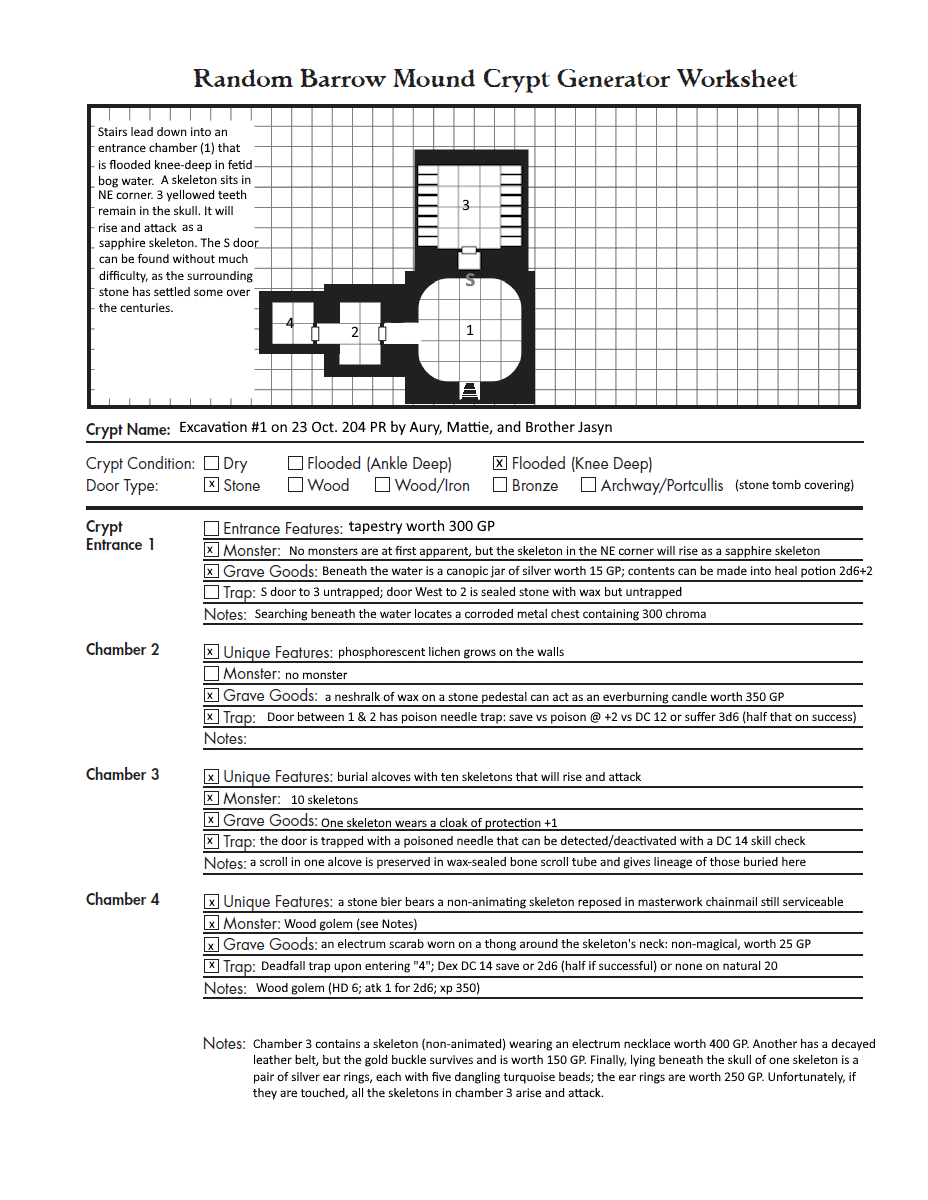 Random Barrow Mound Crypt Generator Worksheet
Stairs lead down into an
entrance chamber (1) that
is flooded knee-deep in fetid
bog water.  A skeleton sits in
NE corner. 3 yellowed teeth
remain in the skull. It will
rise and attack  as a
sapphire skeleton. The S door
can be found without much
difficulty, as the surrounding
stone has settled some over
the centuries.
3
S
4
2
1
Crypt Name: Excavation #1 on 23 Oct. 204 PR by Aury, Mattie, and Brother Jasyn
Crypt Condition: Dry Flooded (Ankle Deep) x Flooded (Knee Deep)
Door Type: x Stone Wood Wood/Iron Bronze Archway/Portcullis (stone tomb covering)
Crypt Entrance Features: tapestry worth 300 GP
Entrance 1 x Monster: No monsters are at first apparent, but the skeleton in the NE corner will rise as a sapphire skeleton
x Grave Goods: Beneath the water is a canopic jar of silver worth 15 GP; contents can be made into heal potion 2d6+2
Trap: S door to 3 untrapped; door West to 2 is sealed stone with wax but untrapped
Notes: Searching beneath the water locates a corroded metal chest containing 300 chroma
Chamber 2 x Unique Features: phosphorescent lichen grows on the walls
Monster: no monster
x Grave Goods: a neshralk of wax on a stone pedestal can act as an everburning candle worth 350 GP
x Trap: Door between 1 & 2 has poison needle trap: save vs poison @ +2 vs DC 12 or suffer 3d6 (half that on success)
Notes:
Chamber 3 x Unique Features: burial alcoves with ten skeletons that will rise and attack
x Monster: 10 skeletons
x Grave Goods: One skeleton wears a cloak of protection +1
x Trap: the door is trapped with a poisoned needle that can be detected/deactivated with a DC 14 skill check
Notes: a scroll in one alcove is preserved in wax-sealed bone scroll tube and gives lineage of those buried here
Chamber 4 x Unique Features: a stone bier bears a non-animating skeleton reposed in masterwork chainmail still serviceable
x Monster: Wood golem (see Notes)
x Grave Goods: an electrum scarab worn on a thong around the skeleton's neck: non-magical, worth 25 GP
x Trap: Deadfall trap upon entering "4"; Dex DC 14 save or 2d6 (half if successful) or none on natural 20
Notes: Wood golem (HD 6; atk 1 for 2d6; xp 350)
Notes: Chamber 3 contains a skeleton (non-animated) wearing an electrum necklace worth 400 GP. Another has a decayed
leather belt, but the gold buckle survives and is worth 150 GP. Finally, lying beneath the skull of one skeleton is a
pair of silver ear rings, each with five dangling turquoise beads; the ear rings are worth 250 GP. Unfortunately, if
they are touched, all the skeletons in chamber 3 arise and attack.